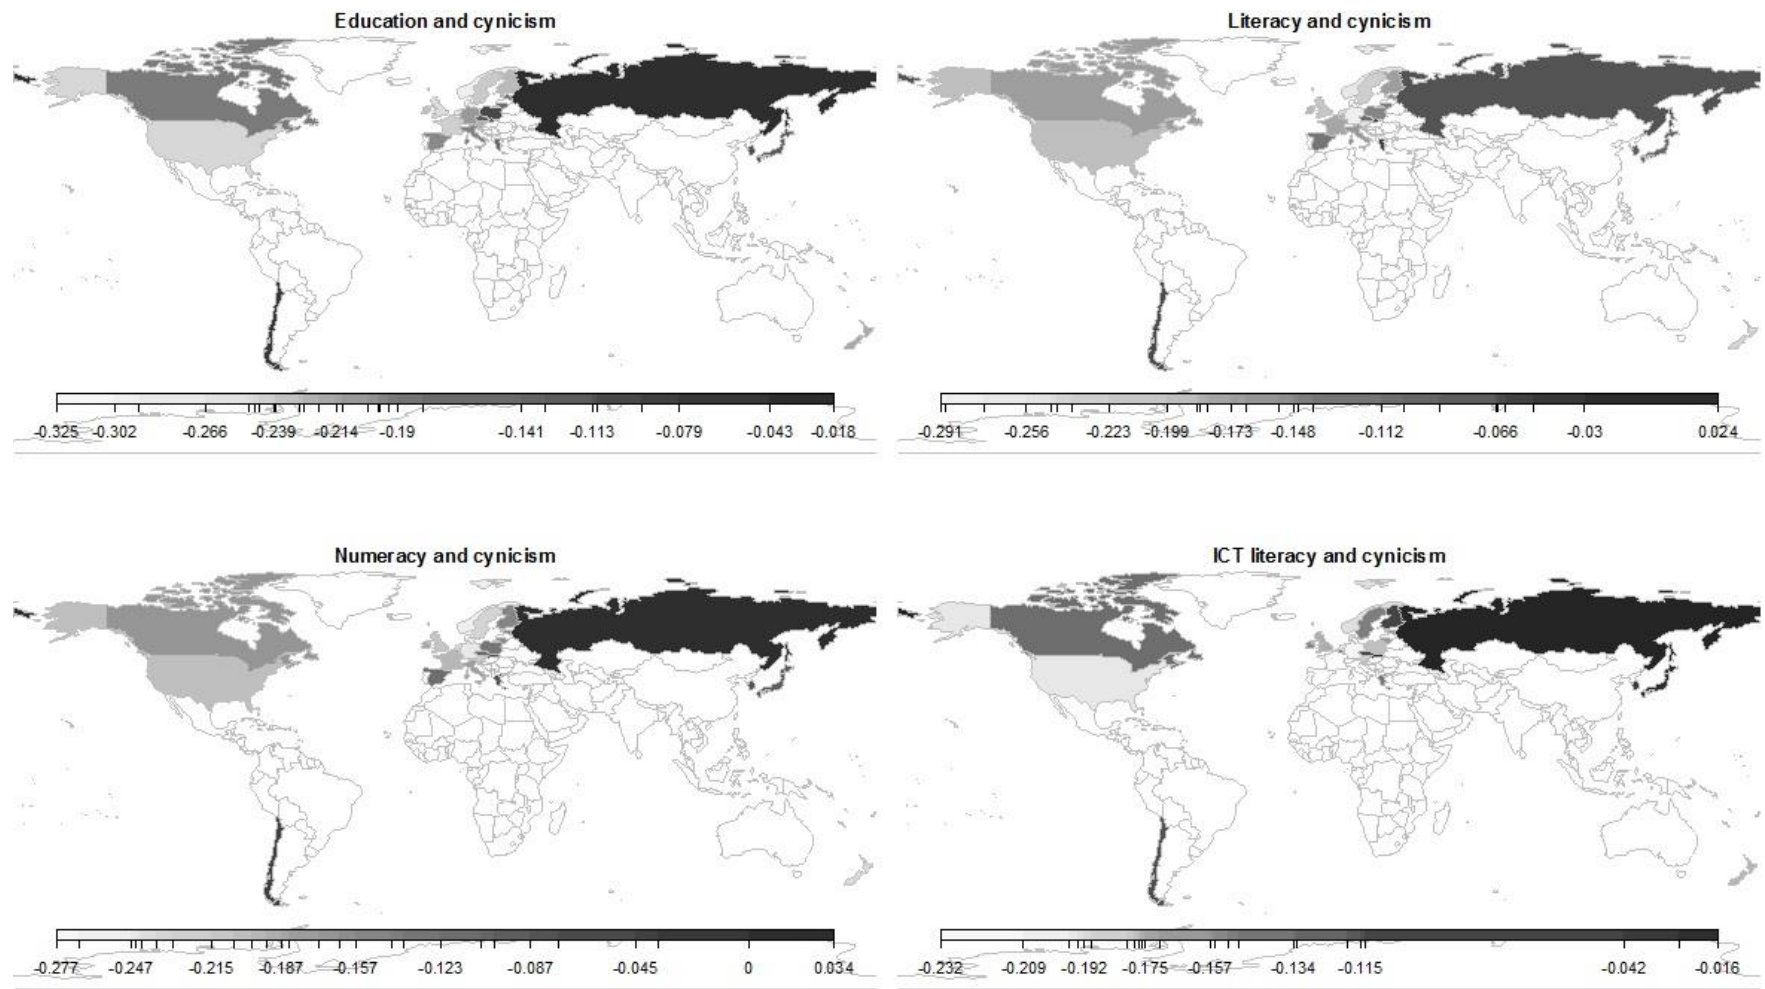 Education and cynicism
Literacy and cynicism
-0.325 -0.302 -0.266 -0.239 -0.214 -0.19 -0.141 -0.113 -0.079 -0.043 -0.018
-0.291 -0.256 -0.223 -0.199 -0.173 -0.148 -0.112 -0.066 -0.03 0.024
Numeracy and cynicism
ICT literacy and cynicism
-0.277 -0.247 -0.215 -0.187 -0.157 -0.123 -0.087 -0.045 0 0.034
-0.232 -0.209 -0.192 -0.175 -0.157 -0.134 -0.115 -0.042 -0.016